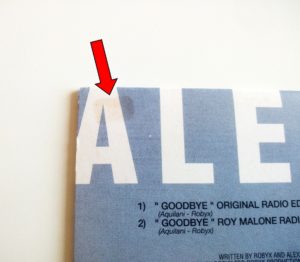 ALE
1) " GOODBYE " ORIGINAL RADIO ED
(Aquilani - Robyx)
2) " GOODBYE " ROY MALONE RADI
(Aquilani - Robyx)
WRITTEN BY ROBYX AND ALEX